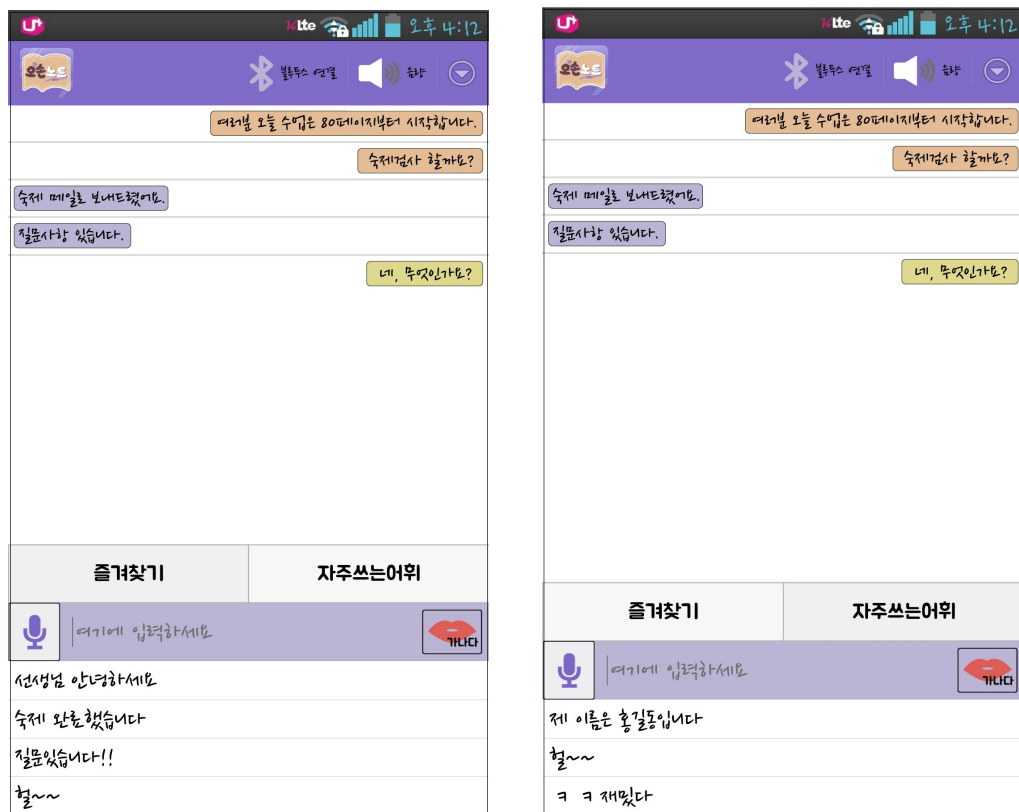 U+ lte 오후 4:12
오손노트 블루투스 연결 음량
여러분 오늘 수업은 80페이지부터 시작합니다.
숙제검사 할까요?
숙제 메일로 보내드렸어요.
질문사항 있습니다.
네, 무엇인가요?
즐겨찾기 자주쓰는어휘
여기에 입력하세요 가나다
선생님 안녕하세요
숙제 완료했습니다
질문있습니다!!
헐~~
U+ lte 오후 4:12
오손노트 블루투스 연결 음량
여러분 오늘 수업은 80페이지부터 시작합니다.
숙제검사 할까요?
숙제 메일로 보내드렸어요.
질문사항 있습니다.
네, 무엇인가요?
즐겨찾기 자주쓰는어휘
여기에 입력하세요 가나다
제 이름은 홍길동입니다
헐~~
ㅋ ㅋ 재밌다